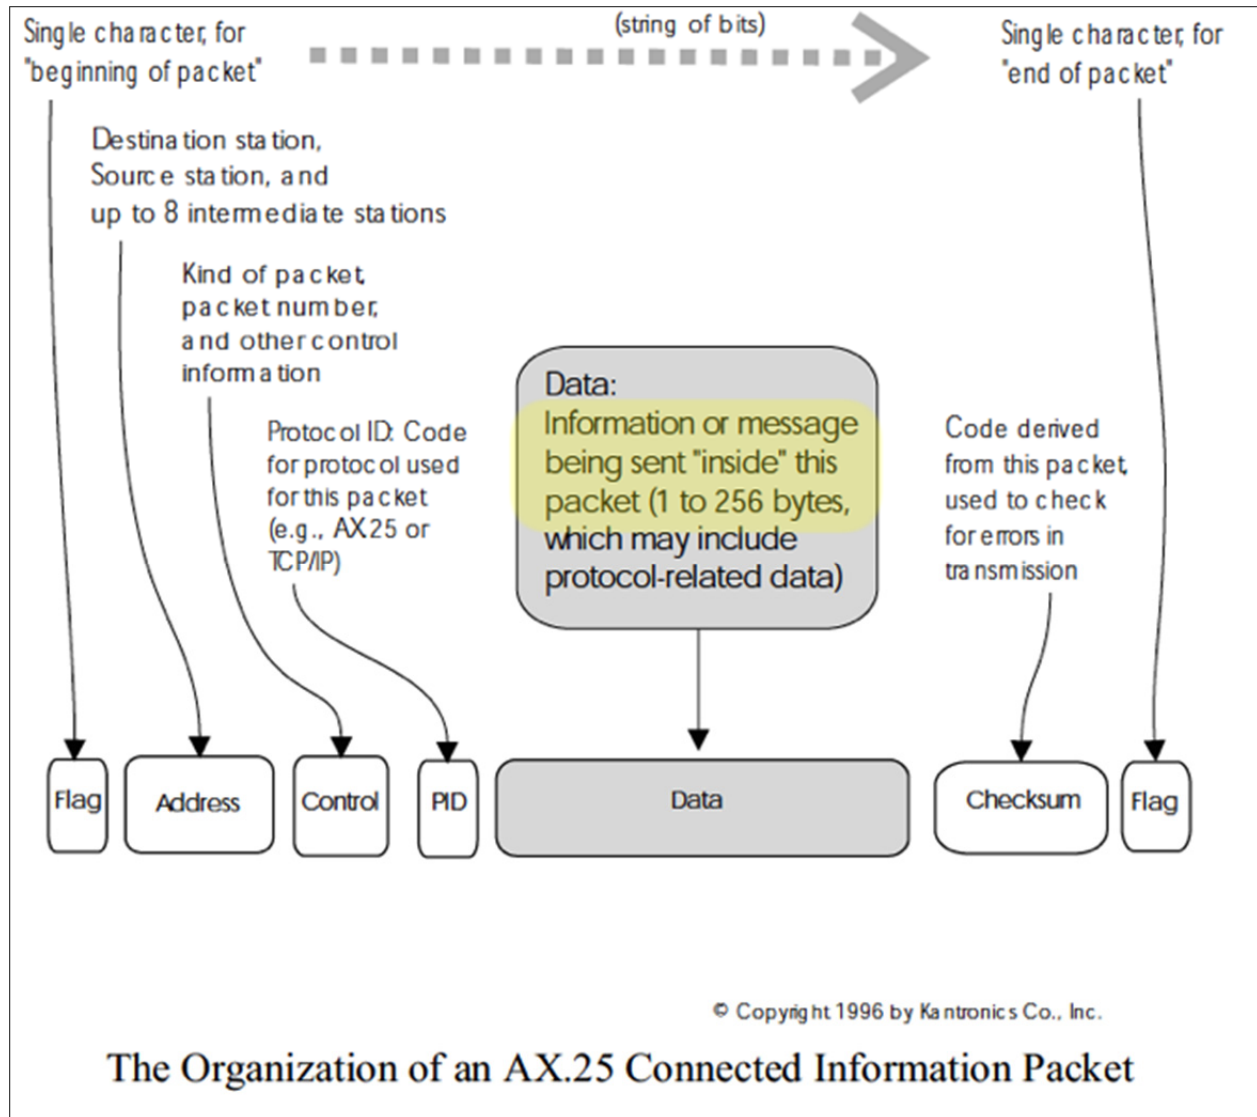 Single character, for
"beginning of packet"
(string of bits)
Single character, for
"end of packet"
Destination station,
Source station, and
up to 8 intermediate stations
Kind of packet,
packet number,
and other control
information
Protocol ID: Code
for protocol used
for this packet
(e.g., AX.25 or
TCP/IP)
Data:
Information or message
being sent "inside" this
packet (1 to 256 bytes,
which may include
protocol-related data)
Code derived
from this packet,
used to check
for errors in
transmission
Flag
Address
Control
PID
Data
Checksum
Flag
© Copyright 1996 by Kantronics Co., Inc.
The Organization of an AX.25 Connected Information Packet